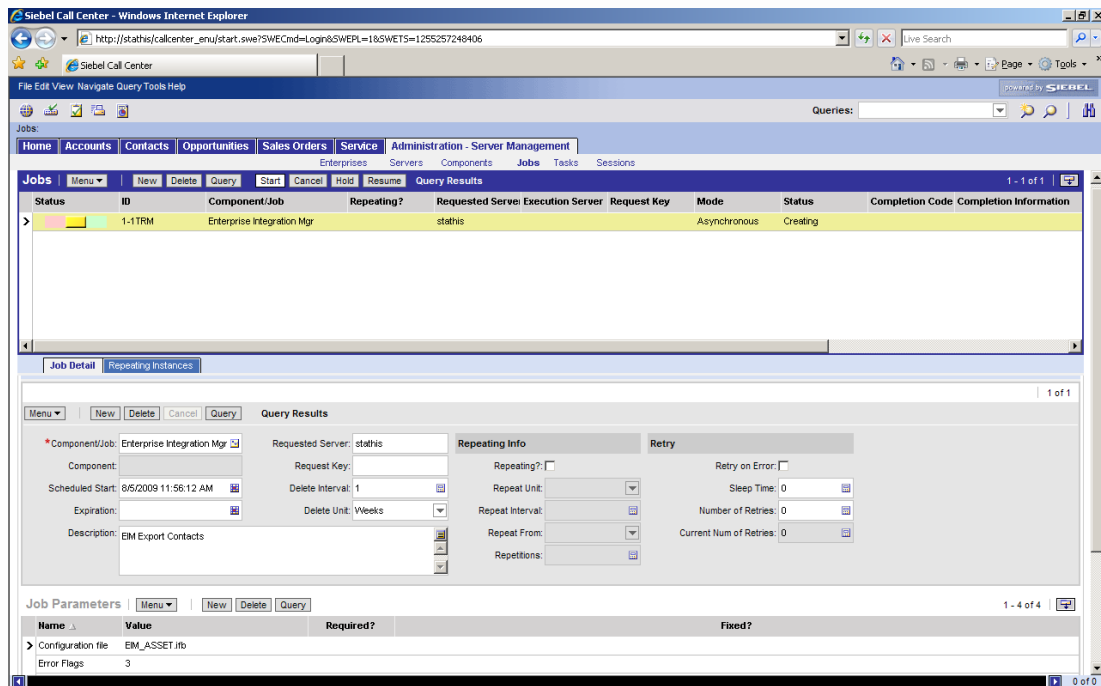 Siebel Call Center - Windows Internet Explorer
http://stathis/callcenter_enu/start.swe?SWECmd=Login&SWEPL=1&SWETS=1255257248406
Live Search
Siebel Call Center
Page Tools
File Edit View Navigate Query Tools Help
powered by SIEBEL
Queries:
Jobs:
Home Accounts Contacts Opportunities Sales Orders Service Administration - Server Management
Enterprises Servers Components Jobs Tasks Sessions
Jobs Menu New Delete Query Start Cancel Hold Resume Query Results 1 - 1 of 1
Status ID Component/Job Repeating? Requested Serve Execution Server Request Key Mode Status Completion Code Completion Information
1-1TRM Enterprise Integration Mgr stathis Asynchronous Creating
Job Detail Repeating Instances
1 of 1
Menu New Delete Cancel Query Query Results
*Component/Job: Enterprise Integration Mgr Requested Server: stathis Repeating Info Retry
Component: Request Key: Repeating?: Retry on Error:
Scheduled Start: 8/5/2009 11:56:12 AM Delete Interval: 1 Repeat Unit: Sleep Time: 0
Expiration: Delete Unit: Weeks Repeat Interval: Number of Retries: 0
Description: EIM Export Contacts Repeat From: Current Num of Retries: 0
Repetitions:
Job Parameters Menu New Delete Query 1 - 4 of 4
Name Value Required? Fixed?
Configuration file EIM_ASSET.ifb
Error Flags 3
0 of 0